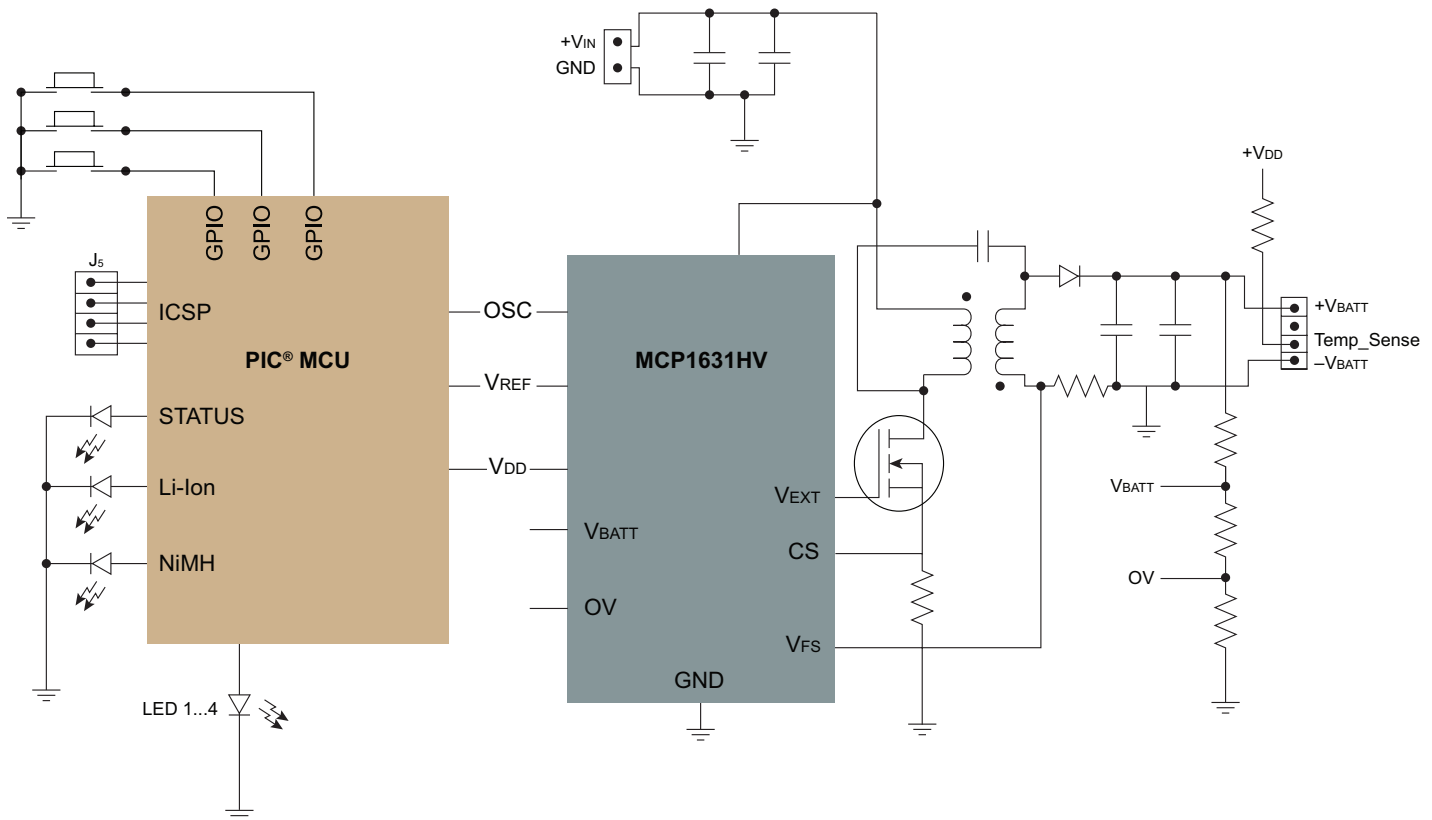 +VIN
GND
+VDD
GPIO
GPIO
GPIO
J5
ICSP
PIC® MCU
OSC
MCP1631HV
+VBATT
Temp_Sense
–VBATT
VREF
STATUS
VDD
Li-Ion
VEXT
VBATT
VBATT
CS
NiMH
OV
OV
VFS
GND
LED 1...4